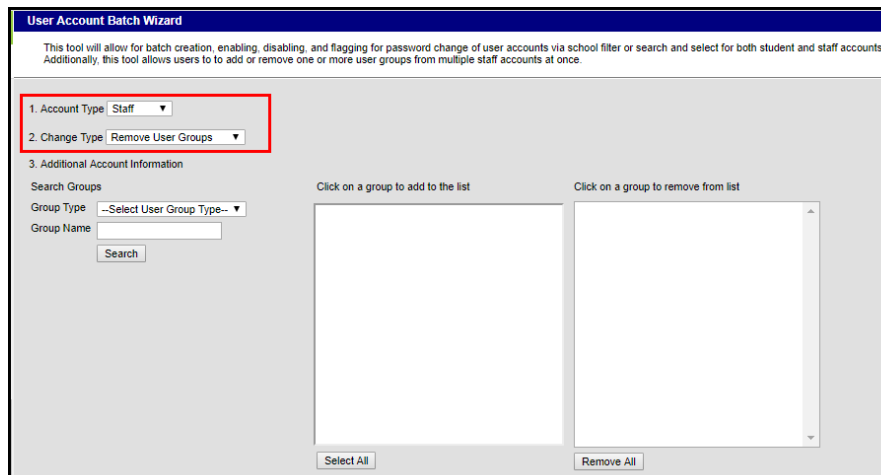 User Account Batch Wizard
This tool will allow for batch creation, enabling, disabling, and flagging for password change of user accounts via school filter or search and select for both student and staff accounts
Additionally, this tool allows users to to add or remove one or more user groups from multiple staff accounts at once.
1. Account Type Staff
2. Change Type Remove User Groups
3. Additional Account Information
Search Groups
Click on a group to add to the list
Click on a group to remove from list
Group Type --Select User Group Type--
Group Name
Search
Select All
Remove All